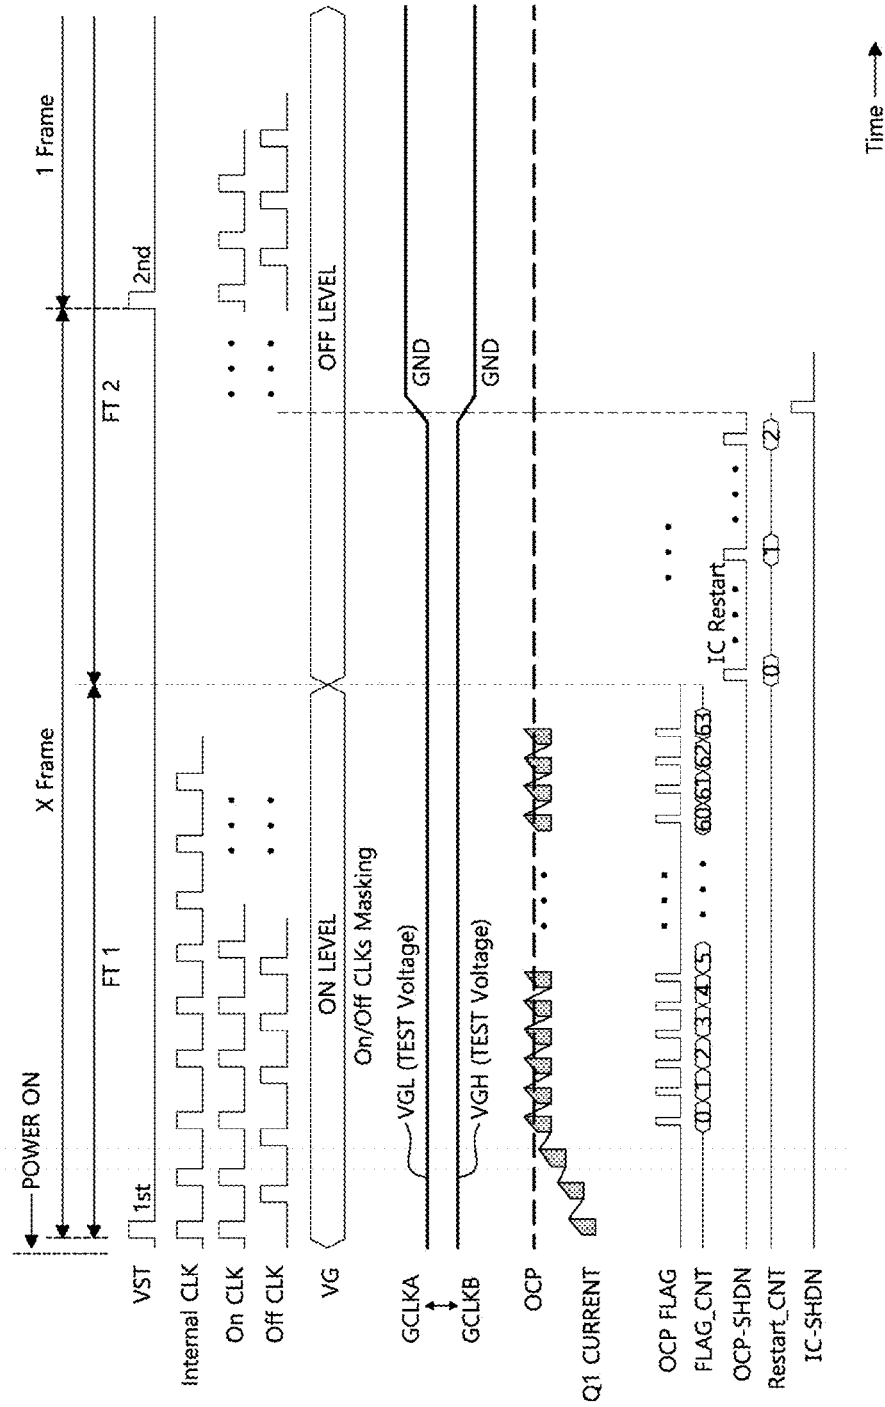 POWER ON
X Frame
1 Frame
FT 1
FT 2
VST
1st
2nd
Internal CLK
On CLK
Off CLK
VG
ON LEVEL
OFF LEVEL
On/Off CLKs Masking
GCLKA
VGL (TEST Voltage)
GND
GCLKB
VGH (TEST Voltage)
GND
OCP
Q1 CURRENT
OCP FLAG
FLAG_CNT
0 1 2 3 4 5 60 61 62 63
IC Restart
OCP-SHDN
Restart_CNT
0 1 2
IC-SHDN
Time